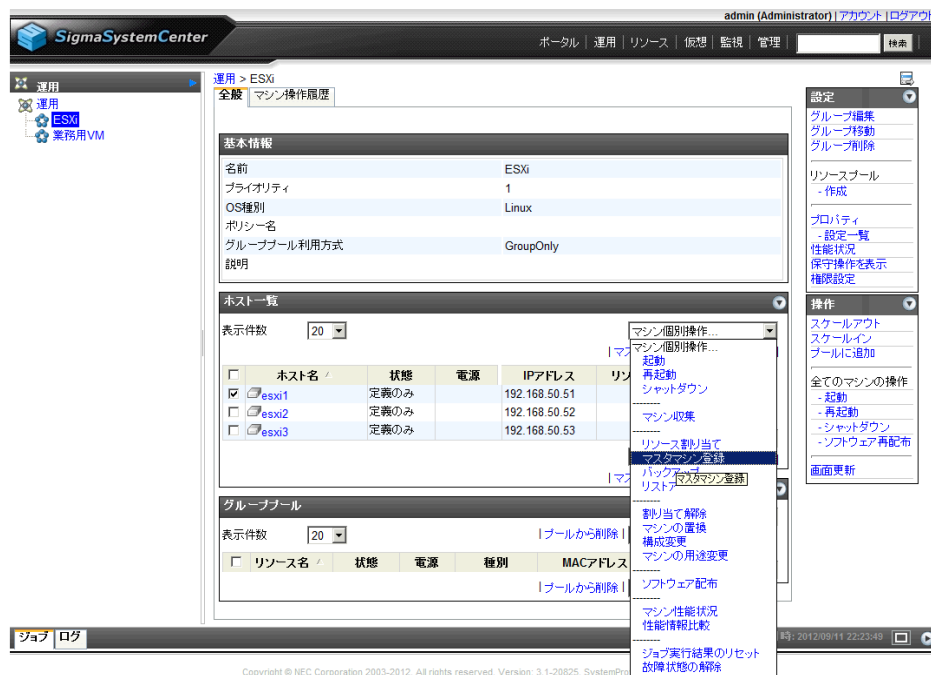 admin (Administrator) | アカウント | ログアウ
SigmaSystemCenter
ポータル | 運用 | リソース | 仮想 | 監視 | 管理 |
検索
運用
運用
ESXi
業務用VM
運用 > ESXi
全般
マシン操作履歴
基本情報
名前 ESXi
プライオリティ 1
OS種別 Linux
ポリシー名
グループプール利用方式 GroupOnly
説明
ホスト一覧
表示件数 20
マシン個別操作...
| マス
ホスト名 状態 電源 IPアドレス リソ
esxi1 定義のみ 192.168.50.51
esxi2 定義のみ 192.168.50.52
esxi3 定義のみ 192.168.50.53
| マス
マシン個別操作...
起動
再起動
シャットダウン
--------
マシン収集
--------
リソース割り当て
マスタマシン登録
バックアップ
マスタマシン登録
リストア
--------
割り当て解除
マシンの置換
構成変更
マシンの用途変更
--------
ソフトウェア配布
--------
マシン性能状況
性能情報比較
--------
ジョブ実行結果のリセット
故障状態の解除
グループプール
表示件数 20
| プールから削除 |
リソース名 状態 電源 種別 MACアドレス
| プールから削除 |
設定
グループ編集
グループ移動
グループ削除
リソースプール
- 作成
プロパティ
- 設定一覧
性能状況
保守操作を表示
権限設定
操作
スケールアウト
スケールイン
プールに追加
全てのマシンの操作
- 起動
- 再起動
- シャットダウン
- ソフトウェア再配布
画面更新
ジョブ
ログ
時: 2012/09/11 22:23:49
Copyright © NEC Corporation 2003-2012. All rights reserved. Version: 3.1-20825, SystemPro